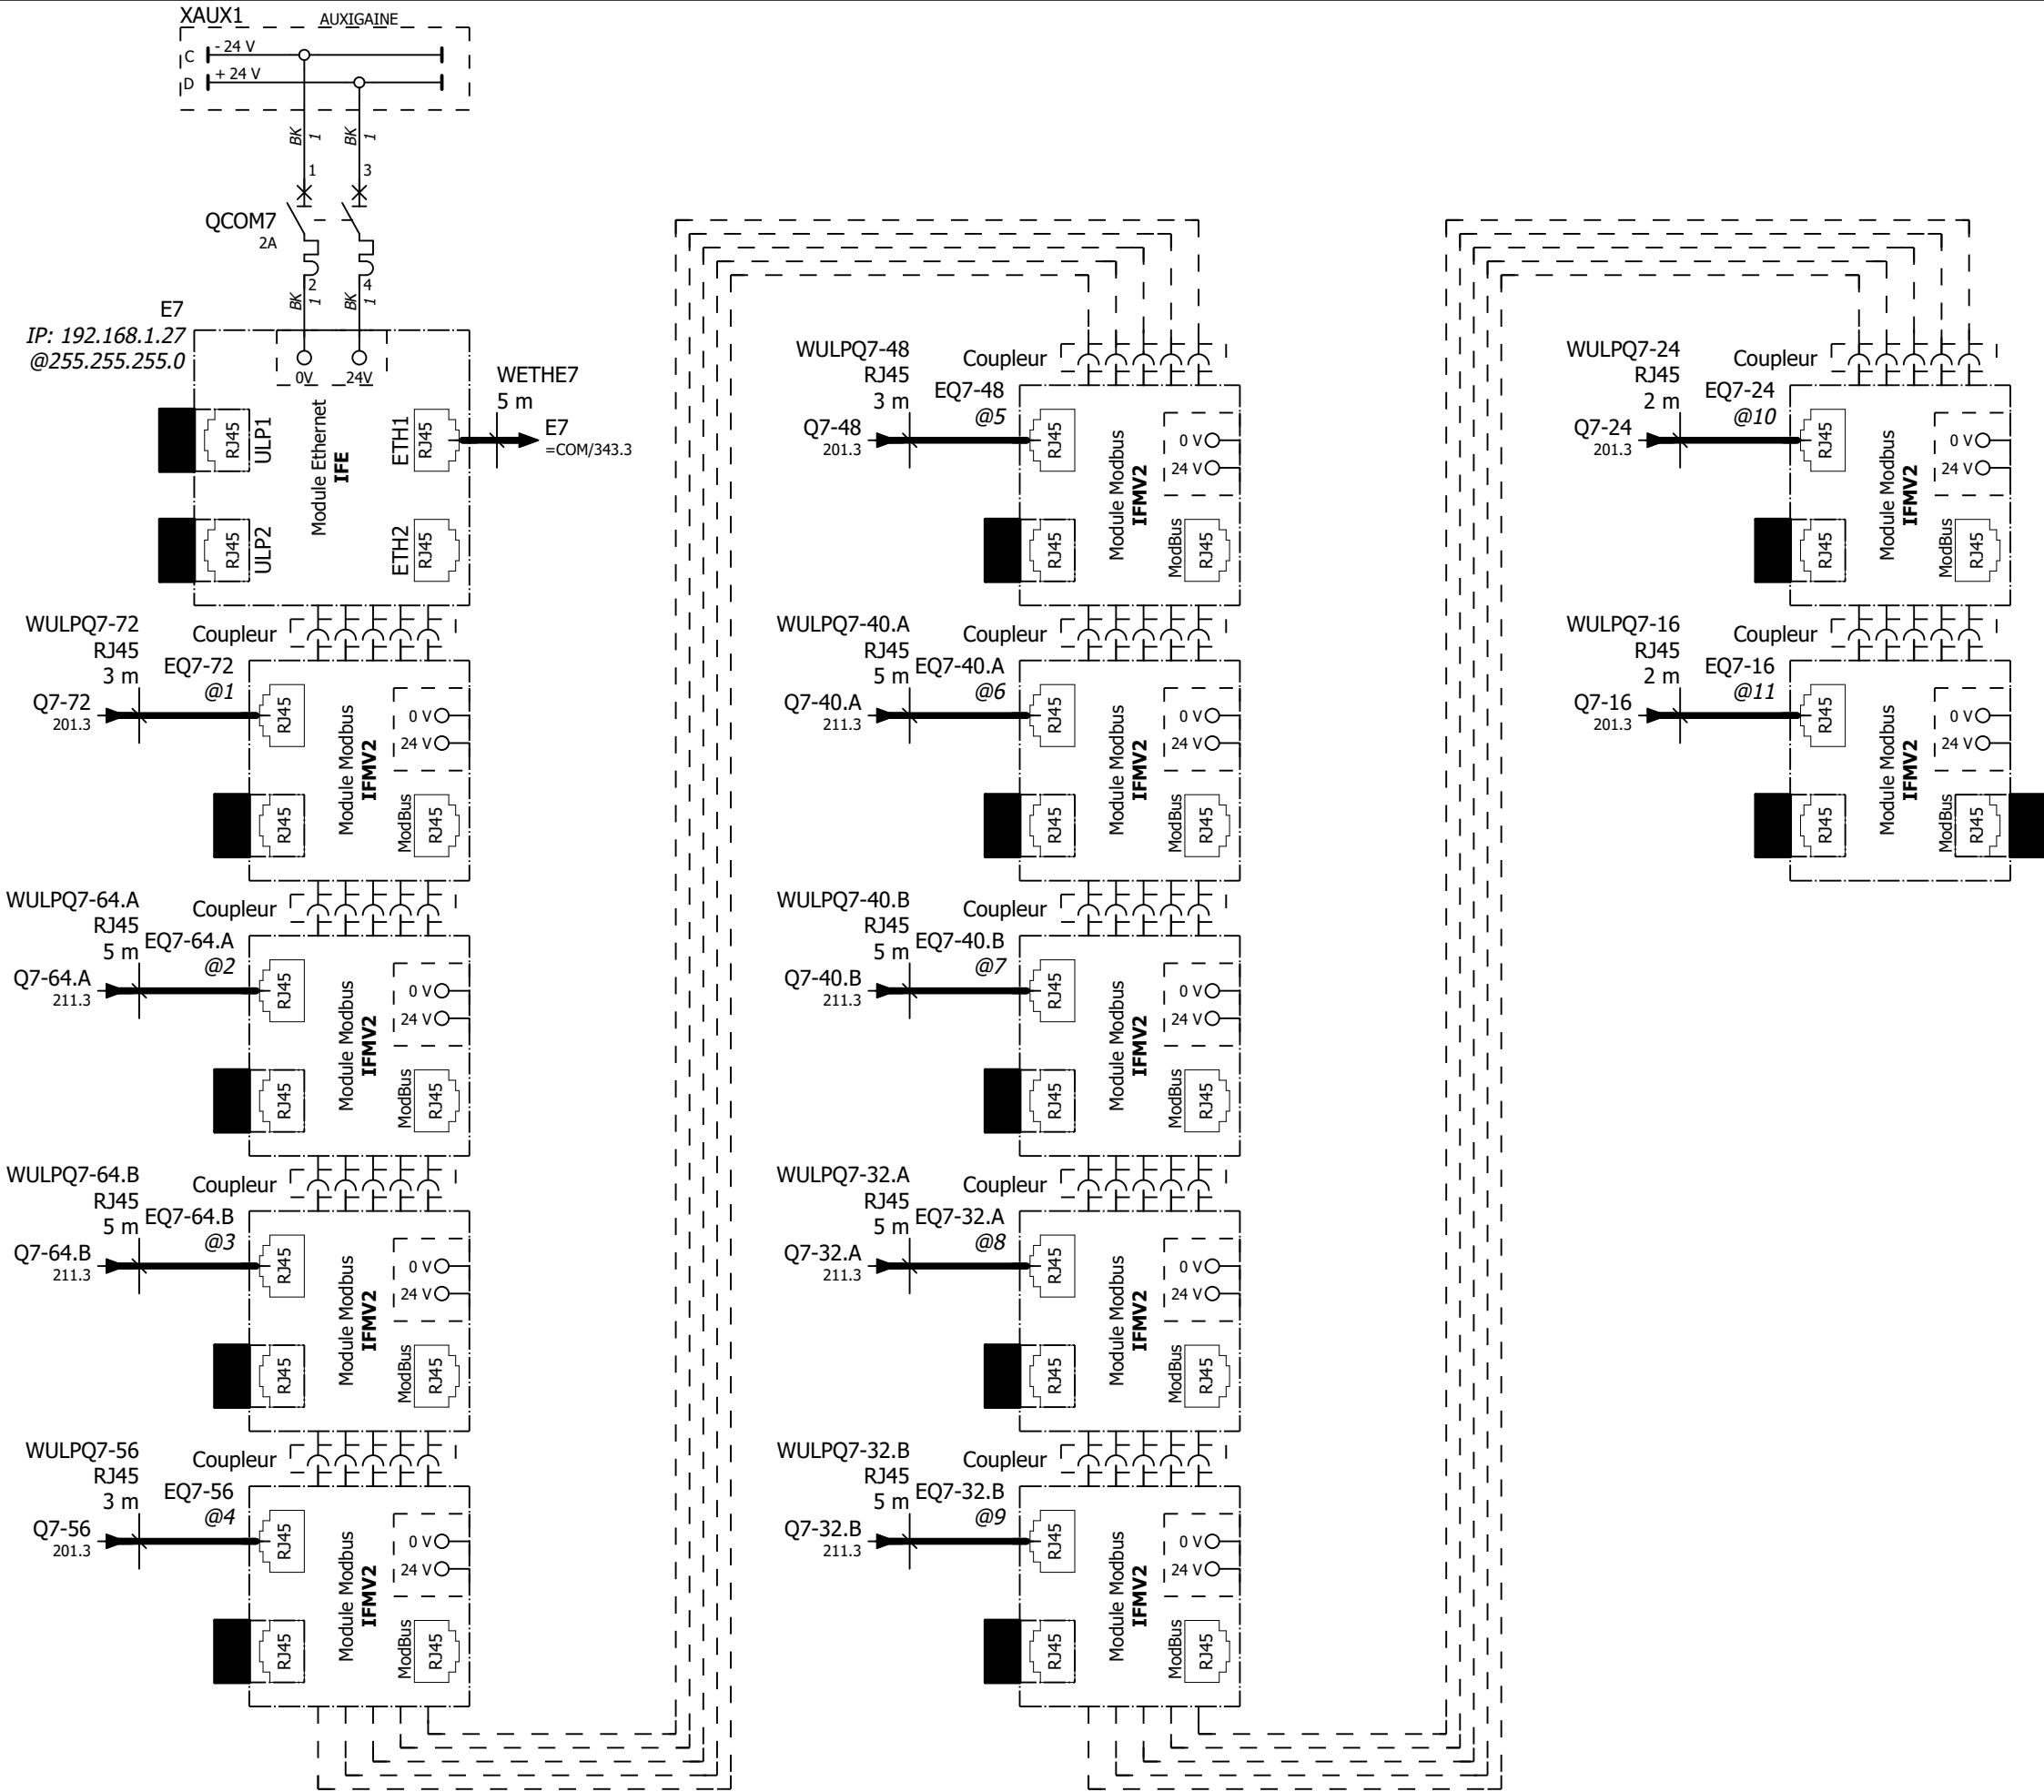 XAUX1
AUXIGAINE
C
- 24 V
D
+ 24 V
BK
1
BK
1
1
3
QCOM7
2A
2
4
BK
1
BK
1
E7
IP: 192.168.1.27
@255.255.255.0
0V
24V
Module Ethernet
IFE
RJ45
ULP1
RJ45
ULP2
ETH1
RJ45
ETH2
RJ45
WETHE7
5 m
E7
=COM/343.3
WULPQ7-72
RJ45
3 m
Coupleur
EQ7-72
@1
Q7-72
201.3
RJ45
RJ45
Module Modbus
IFMV2
0 V
24 V
ModBus
RJ45
WULPQ7-64.A
RJ45
5 m
Coupleur
EQ7-64.A
@2
Q7-64.A
211.3
RJ45
RJ45
Module Modbus
IFMV2
0 V
24 V
ModBus
RJ45
WULPQ7-64.B
RJ45
5 m
Coupleur
EQ7-64.B
@3
Q7-64.B
211.3
RJ45
RJ45
Module Modbus
IFMV2
0 V
24 V
ModBus
RJ45
WULPQ7-56
RJ45
3 m
Coupleur
EQ7-56
@4
Q7-56
201.3
RJ45
RJ45
Module Modbus
IFMV2
0 V
24 V
ModBus
RJ45
WULPQ7-48
RJ45
3 m
Coupleur
EQ7-48
@5
Q7-48
201.3
RJ45
RJ45
Module Modbus
IFMV2
0 V
24 V
ModBus
RJ45
WULPQ7-40.A
RJ45
5 m
Coupleur
EQ7-40.A
@6
Q7-40.A
211.3
RJ45
RJ45
Module Modbus
IFMV2
0 V
24 V
ModBus
RJ45
WULPQ7-40.B
RJ45
5 m
Coupleur
EQ7-40.B
@7
Q7-40.B
211.3
RJ45
RJ45
Module Modbus
IFMV2
0 V
24 V
ModBus
RJ45
WULPQ7-32.A
RJ45
5 m
Coupleur
EQ7-32.A
@8
Q7-32.A
211.3
RJ45
RJ45
Module Modbus
IFMV2
0 V
24 V
ModBus
RJ45
WULPQ7-32.B
RJ45
5 m
Coupleur
EQ7-32.B
@9
Q7-32.B
211.3
RJ45
RJ45
Module Modbus
IFMV2
0 V
24 V
ModBus
RJ45
WULPQ7-24
RJ45
2 m
Coupleur
EQ7-24
@10
Q7-24
201.3
RJ45
RJ45
Module Modbus
IFMV2
0 V
24 V
ModBus
RJ45
WULPQ7-16
RJ45
2 m
Coupleur
EQ7-16
@11
Q7-16
201.3
RJ45
RJ45
Module Modbus
IFMV2
0 V
24 V
ModBus
RJ45